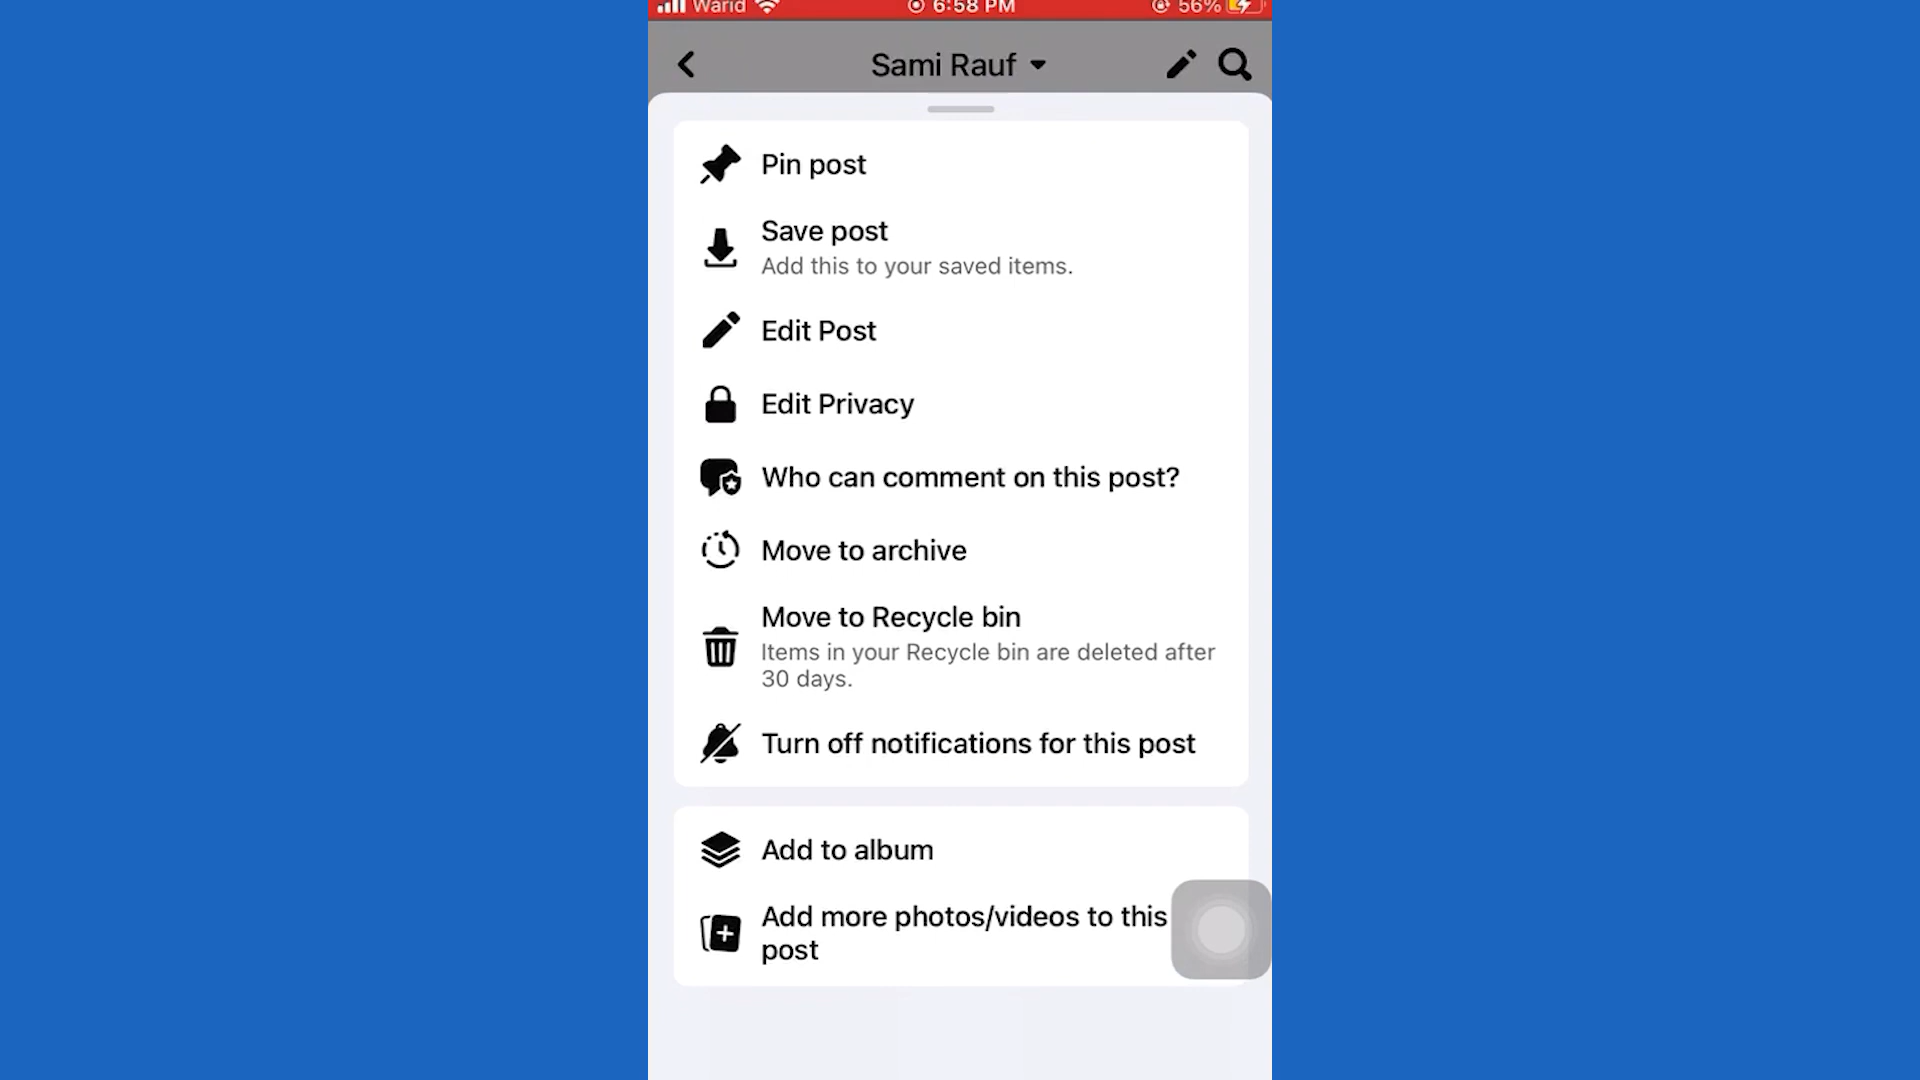 Warid 6:58 PM 56%
Sami Rauf
Pin post
Save post
Add this to your saved items.
Edit Post
Edit Privacy
Who can comment on this post?
Move to archive
Move to Recycle bin
Items in your Recycle bin are deleted after
30 days.
Turn off notifications for this post
Add to album
Add more photos/videos to this
post